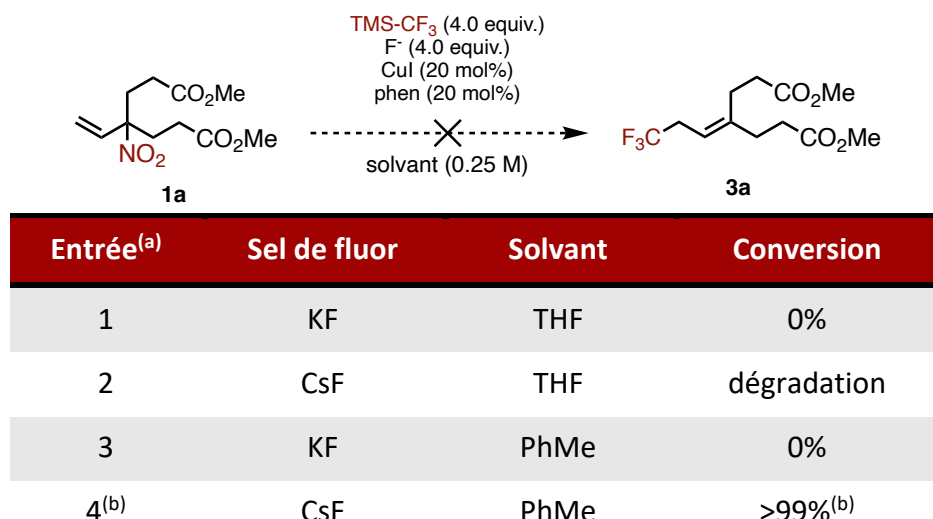 TMS-CF₃ (4.0 equiv.)
F⁻ (4.0 equiv.)
CuI (20 mol%)
phen (20 mol%)
solvant (0.25 M)
CO₂Me
CO₂Me
NO₂
1a
F₃C
CO₂Me
CO₂Me
3a
Entrée⁽ᵃ⁾ Sel de fluor Solvant Conversion
1 KF THF 0%
2 CsF THF dégradation
3 KF PhMe 0%
4⁽ᵇ⁾ CsF PhMe >99%⁽ᵇ⁾